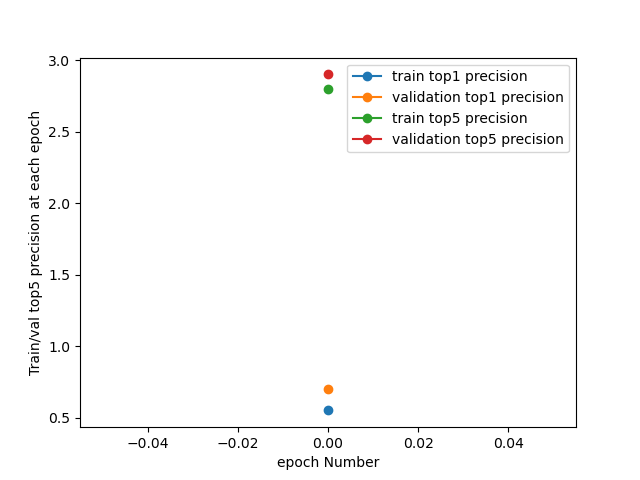 3.0
2.5
2.0
1.5
1.0
0.5
Train/val top5 precision at each epoch
train top1 precision
validation top1 precision
train top5 precision
validation top5 precision
−0.04 −0.02 0.00 0.02 0.04
epoch Number